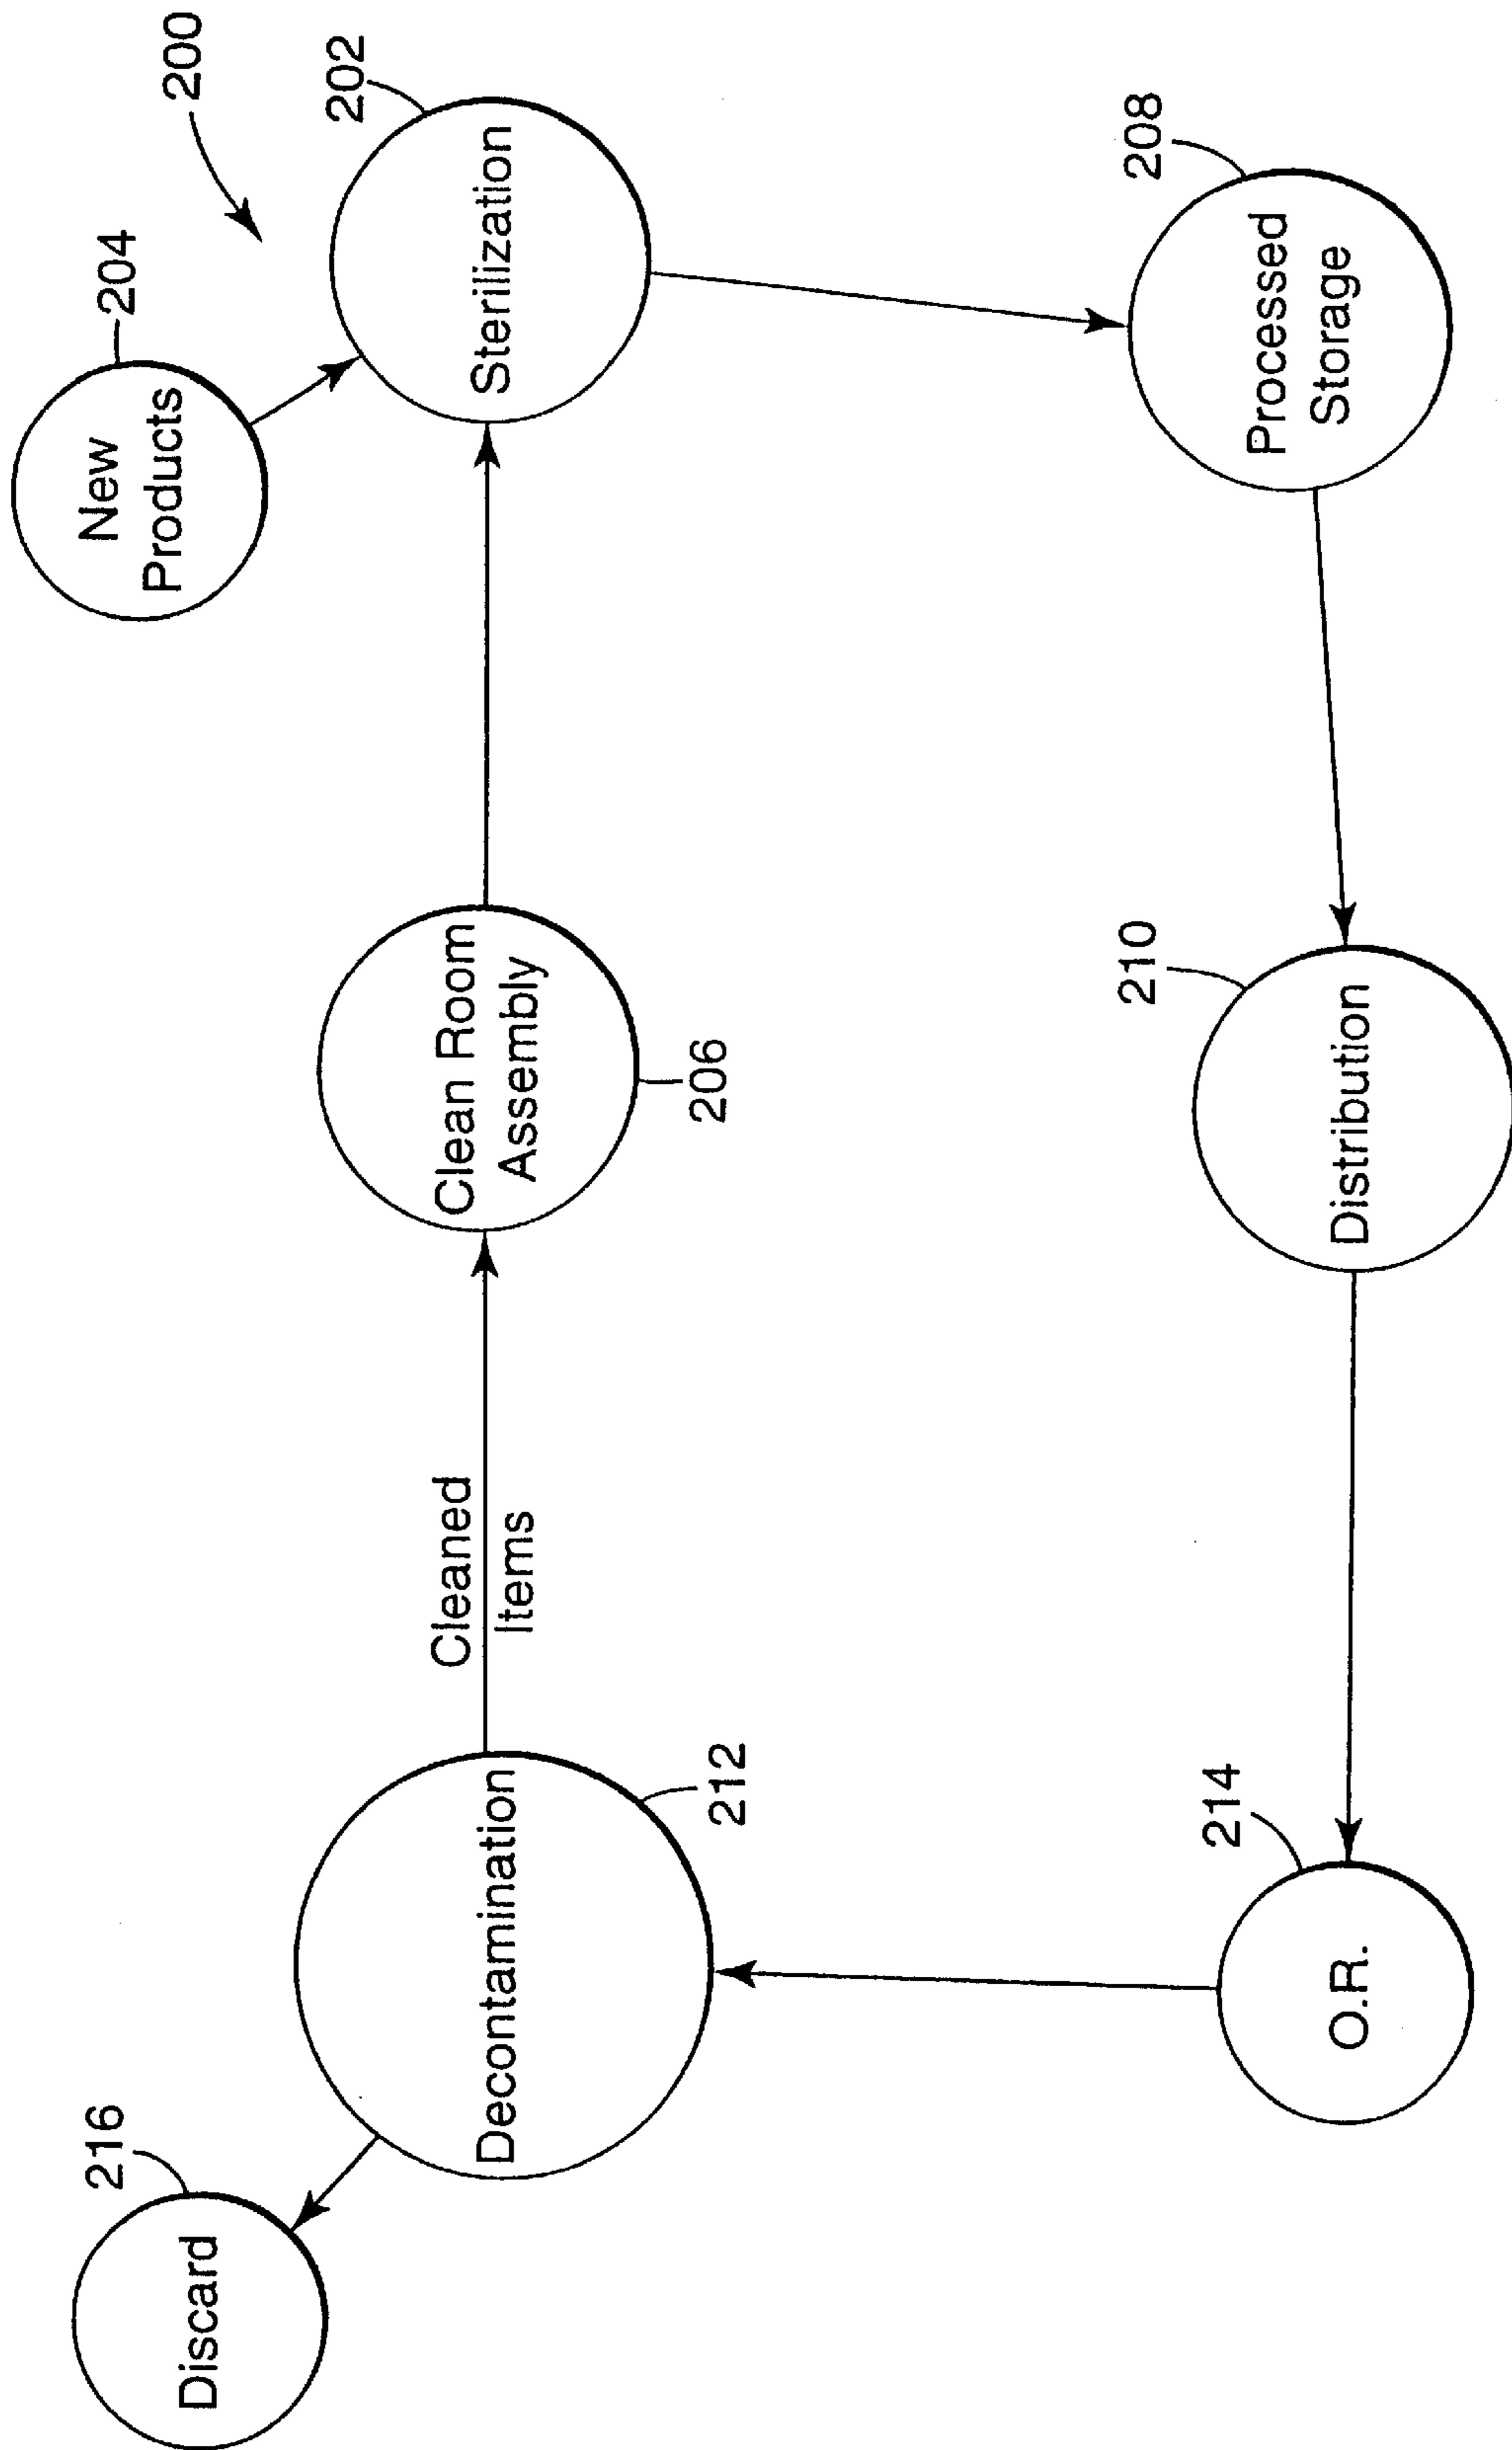 200
204
New
Products
202
Sterilization
206
Clean Room
Assembly
Cleaned
Items
212
Decontamination
216
Discard
208
Processed
Storage
210
Distribution
214
O.R.